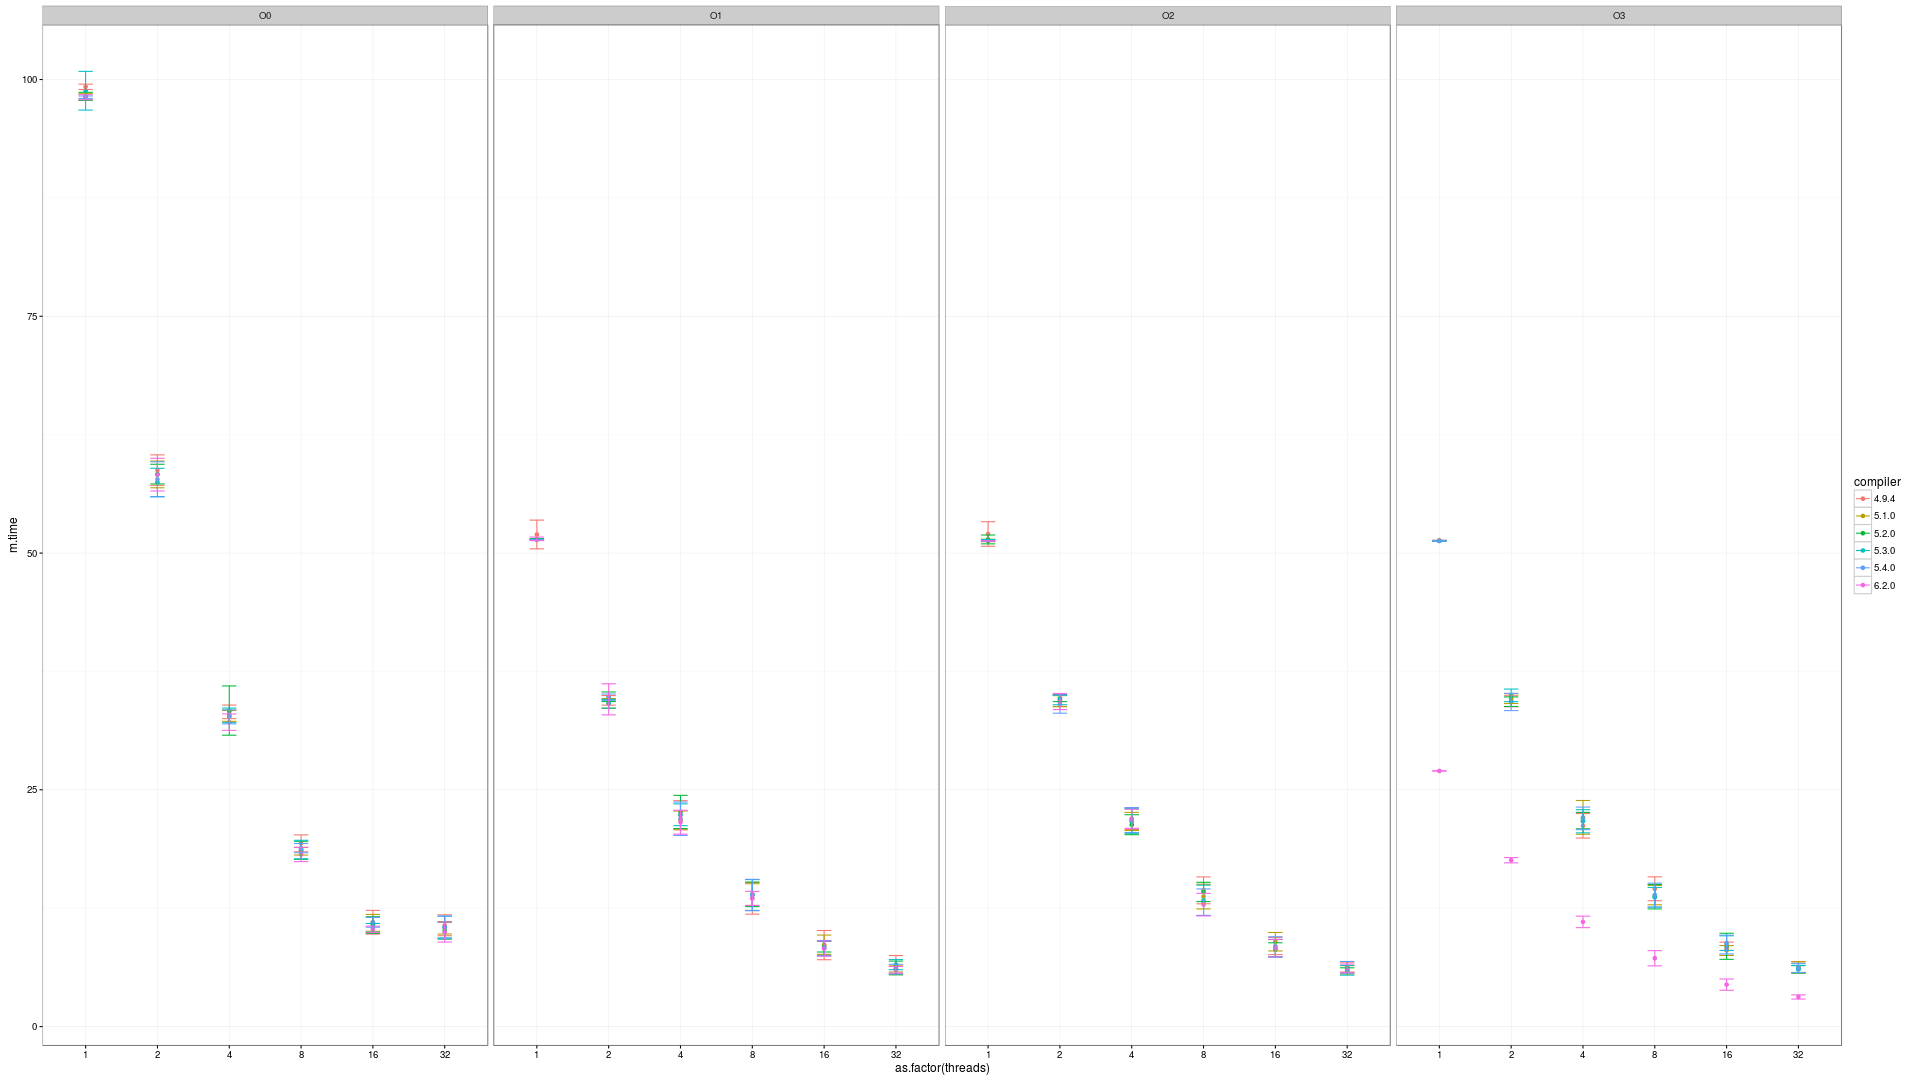 O0 O1 O2 O3
100
75
50
25
0
m.time
1 2 4 8 16 32 1 2 4 8 16 32 1 2 4 8 16 32 1 2 4 8 16 32
as.factor(threads)
compiler
4.9.4
5.1.0
5.2.0
5.3.0
5.4.0
6.2.0